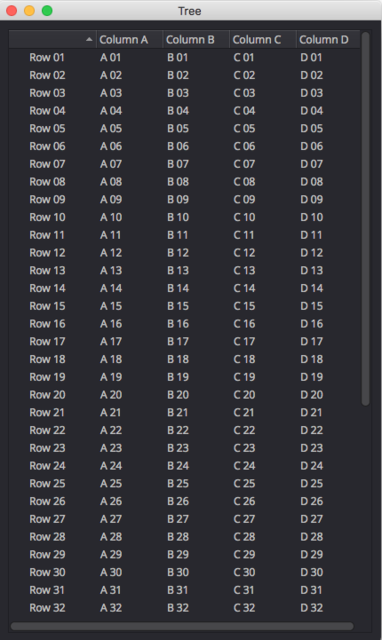 Tree
Column A Column B Column C Column D
Row 01 A 01 B 01 C 01 D 01
Row 02 A 02 B 02 C 02 D 02
Row 03 A 03 B 03 C 03 D 03
Row 04 A 04 B 04 C 04 D 04
Row 05 A 05 B 05 C 05 D 05
Row 06 A 06 B 06 C 06 D 06
Row 07 A 07 B 07 C 07 D 07
Row 08 A 08 B 08 C 08 D 08
Row 09 A 09 B 09 C 09 D 09
Row 10 A 10 B 10 C 10 D 10
Row 11 A 11 B 11 C 11 D 11
Row 12 A 12 B 12 C 12 D 12
Row 13 A 13 B 13 C 13 D 13
Row 14 A 14 B 14 C 14 D 14
Row 15 A 15 B 15 C 15 D 15
Row 16 A 16 B 16 C 16 D 16
Row 17 A 17 B 17 C 17 D 17
Row 18 A 18 B 18 C 18 D 18
Row 19 A 19 B 19 C 19 D 19
Row 20 A 20 B 20 C 20 D 20
Row 21 A 21 B 21 C 21 D 21
Row 22 A 22 B 22 C 22 D 22
Row 23 A 23 B 23 C 23 D 23
Row 24 A 24 B 24 C 24 D 24
Row 25 A 25 B 25 C 25 D 25
Row 26 A 26 B 26 C 26 D 26
Row 27 A 27 B 27 C 27 D 27
Row 28 A 28 B 28 C 28 D 28
Row 29 A 29 B 29 C 29 D 29
Row 30 A 30 B 30 C 30 D 30
Row 31 A 31 B 31 C 31 D 31
Row 32 A 32 B 32 C 32 D 32